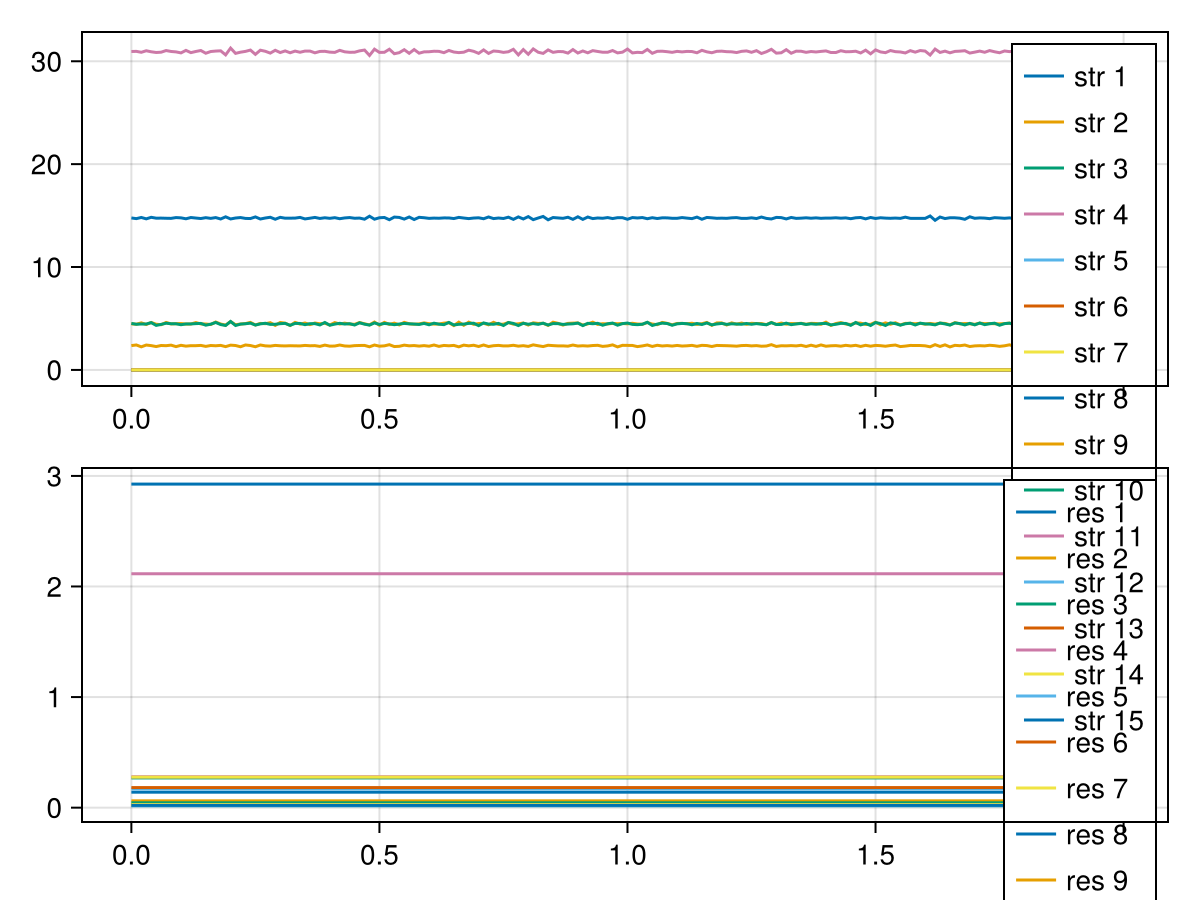 30
20
10
0
0.0 0.5 1.0 1.5
str 1
str 2
str 3
str 4
str 5
str 6
str 7
str 8
str 9
str 10
str 11
str 12
str 13
str 14
str 15
3
2
1
0
0.0 0.5 1.0 1.5
res 1
res 2
res 3
res 4
res 5
res 6
res 7
res 8
res 9